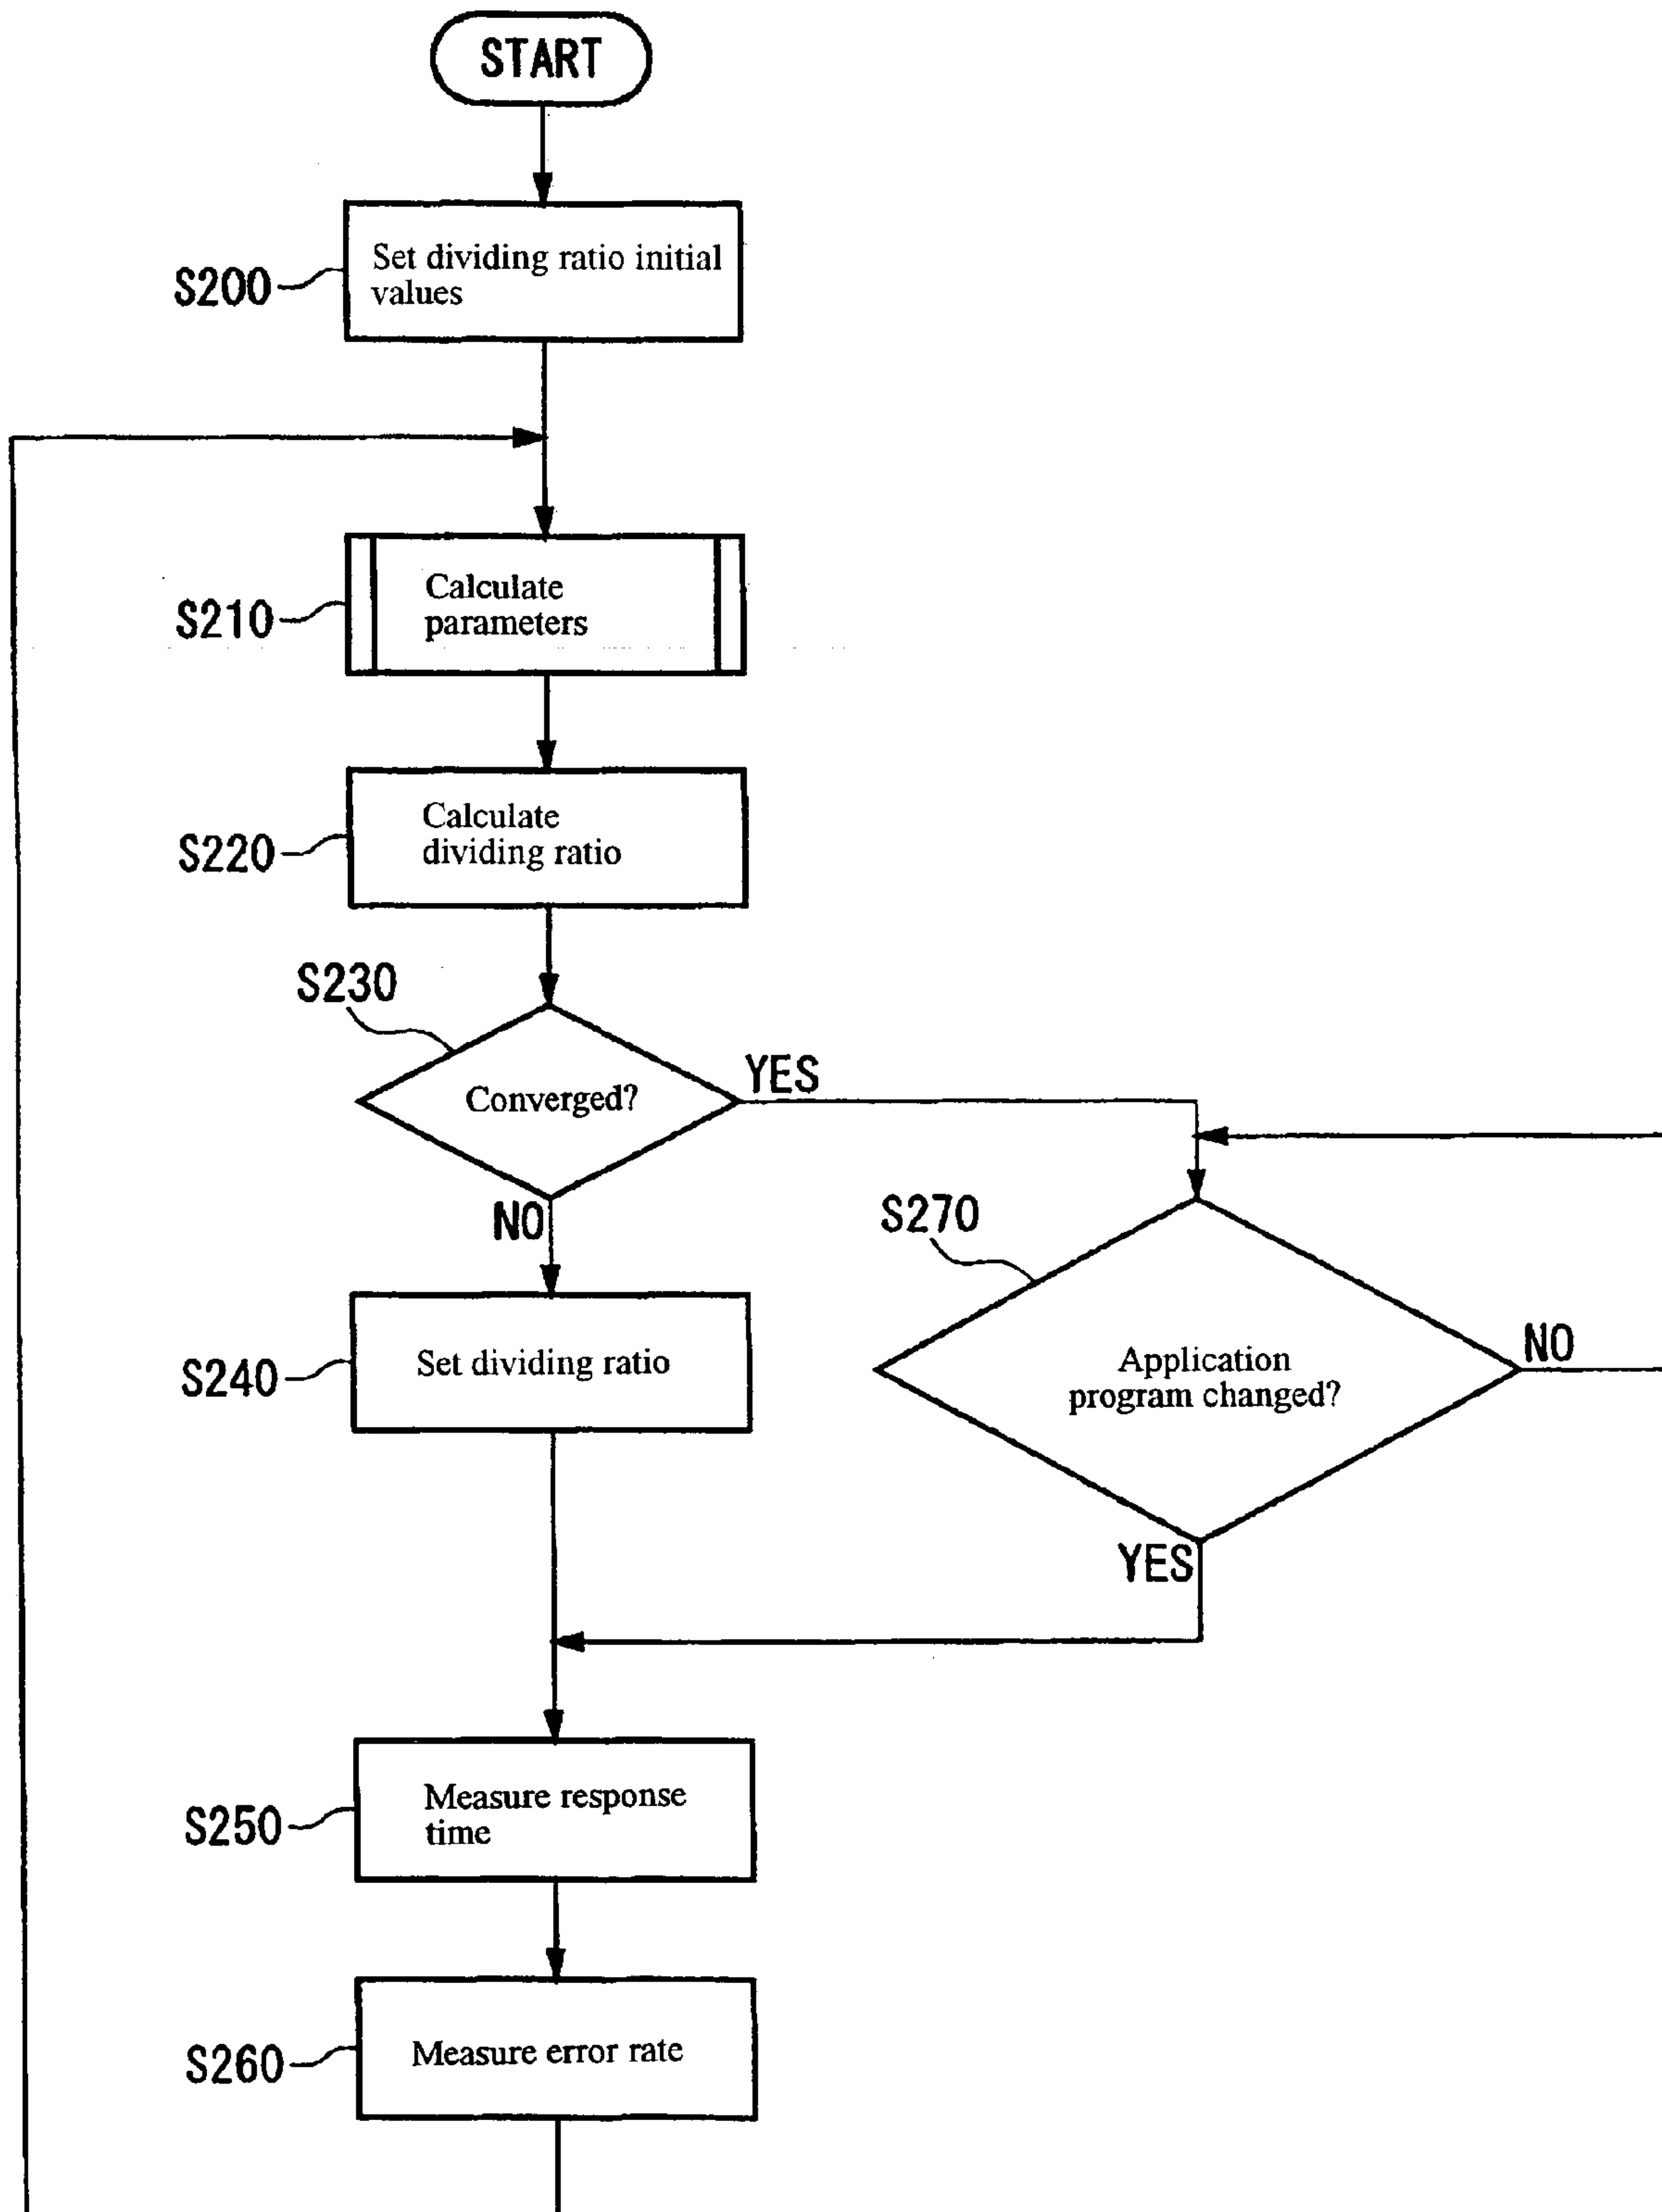 START
S200
Set dividing ratio initial
values
S210
Calculate
parameters
S220
Calculate
dividing ratio
S230
Converged?
YES
NO
S240
Set dividing ratio
S270
Application
program changed?
NO
YES
S250
Measure response
time
S260
Measure error rate